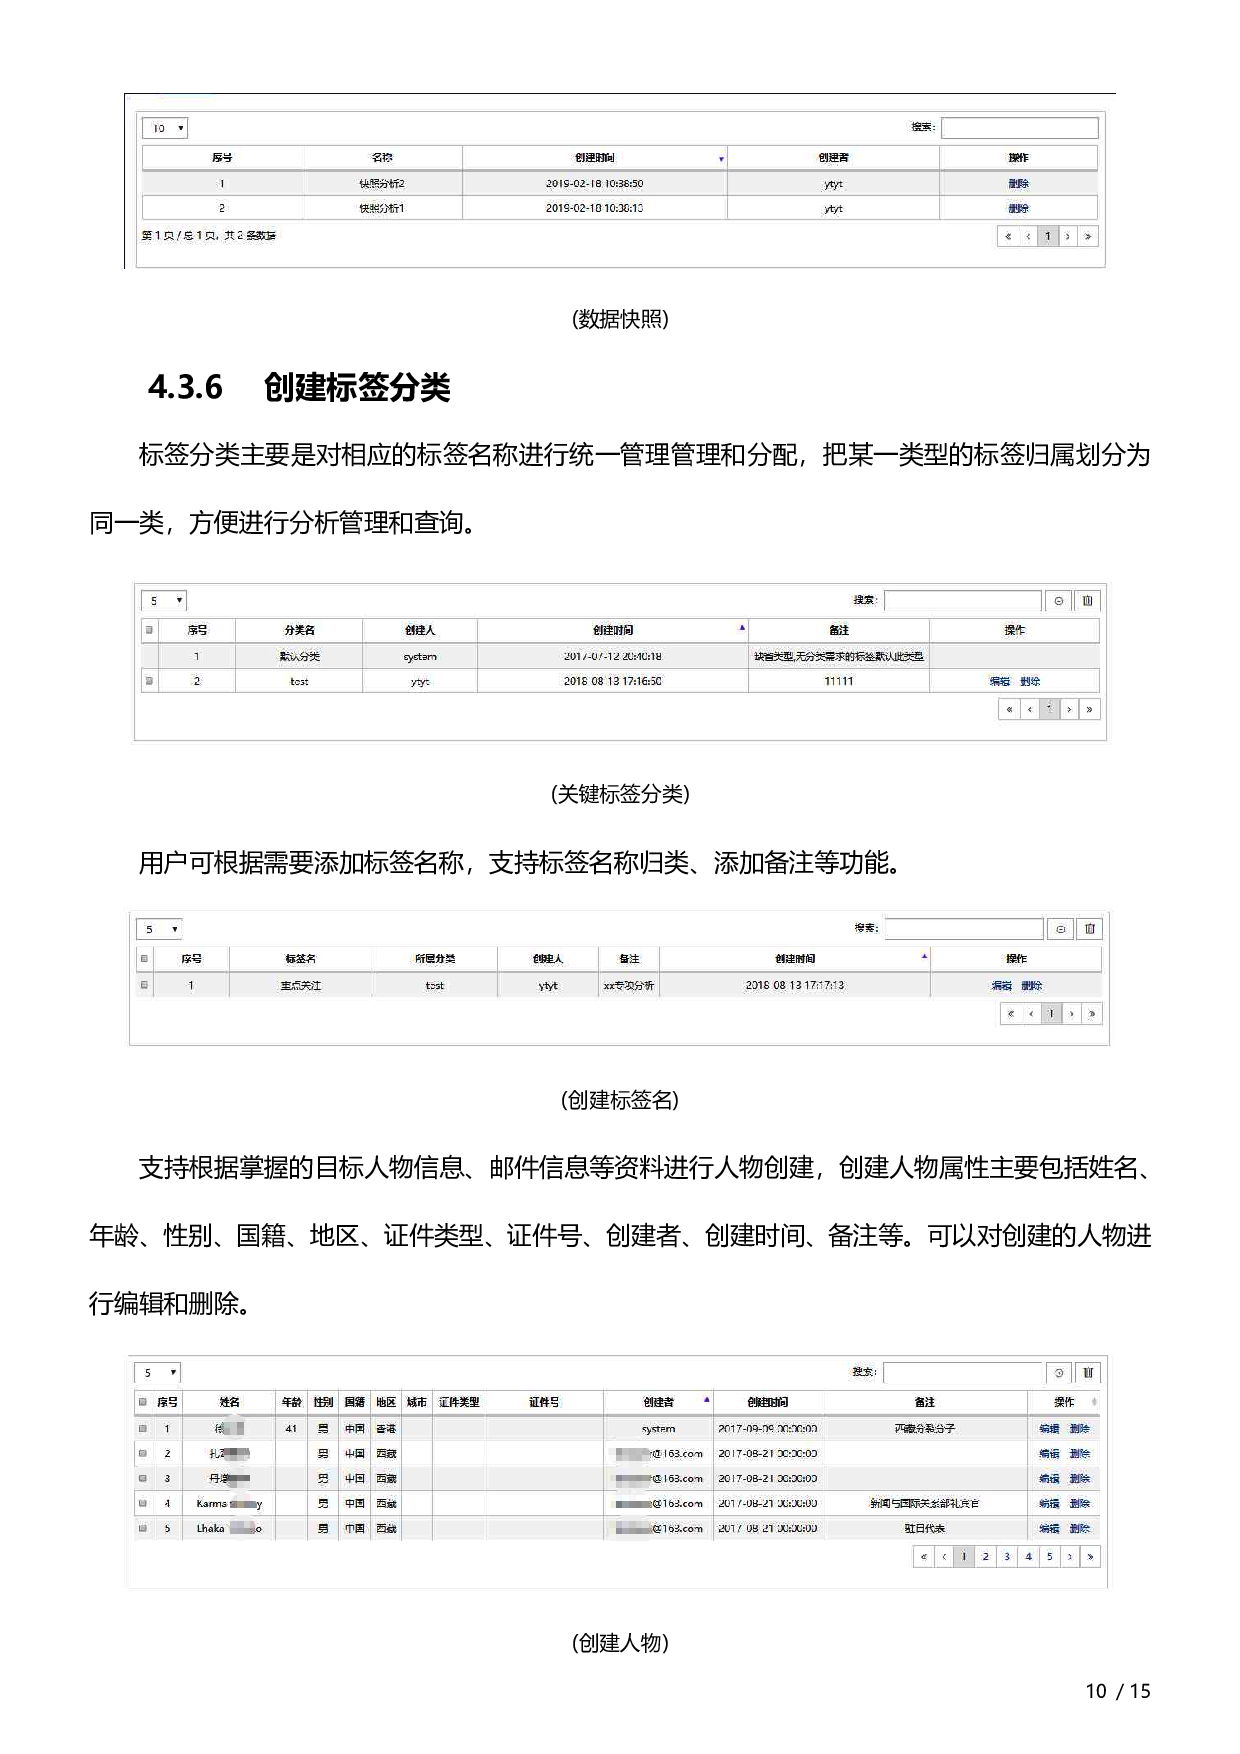 10 搜索:
序号 名称 创建时间 创建者 操作
1 快照分析2 2019-02-18 10:38:50 ytyt 删除
2 快照分析1 2019-02-18 10:38:13 ytyt 删除
第 1 页 / 总 1 页, 共 2 条数据 « ‹ 1 › »
(数据快照)
4.3.6 创建标签分类
标签分类主要是对相应的标签名称进行统一管理管理和分配，把某一类型的标签归属划分为
同一类，方便进行分析管理和查询。
5 搜索:
序号 分类名 创建人 创建时间 备注 操作
1 默认分类 system 2017-07-12 20:40:18 缺省类型,无分类需求的标签默认此类型
2 test ytyt 2018-08-13 17:16:50 11111 编辑 删除
« ‹ 1 › »
(关键标签分类)
用户可根据需要添加标签名称，支持标签名称归类、添加备注等功能。
5 搜索:
序号 标签名 所属分类 创建人 备注 创建时间 操作
1 重点关注 test ytyt xx专项分析 2018-08-13 17:17:13 编辑 删除
« ‹ 1 › »
(创建标签名)
支持根据掌握的目标人物信息、邮件信息等资料进行人物创建，创建人物属性主要包括姓名、
年龄、性别、国籍、地区、证件类型、证件号、创建者、创建时间、备注等。可以对创建的人物进
行编辑和删除。
5 搜索:
序号 姓名 年龄 性别 国籍 地区 城市 证件类型 证件号 创建者 创建时间 备注 操作
1 41 男 中国 香港 system 2017-09-09 00:00:00 西藏分裂分子 编辑 删除
2 男 中国 西藏 @163.com 2017-08-21 00:00:00 编辑 删除
3 丹 男 中国 西藏 @163.com 2017-08-21 00:00:00 编辑 删除
4 Karma y 男 中国 西藏 @163.com 2017-08-21 00:00:00 新闻与国际关系部礼宾官 编辑 删除
5 Lhaka o 男 中国 西藏 @163.com 2017-08-21 00:00:00 驻日代表 编辑 删除
« ‹ 1 2 3 4 5 › »
(创建人物)
10 / 15